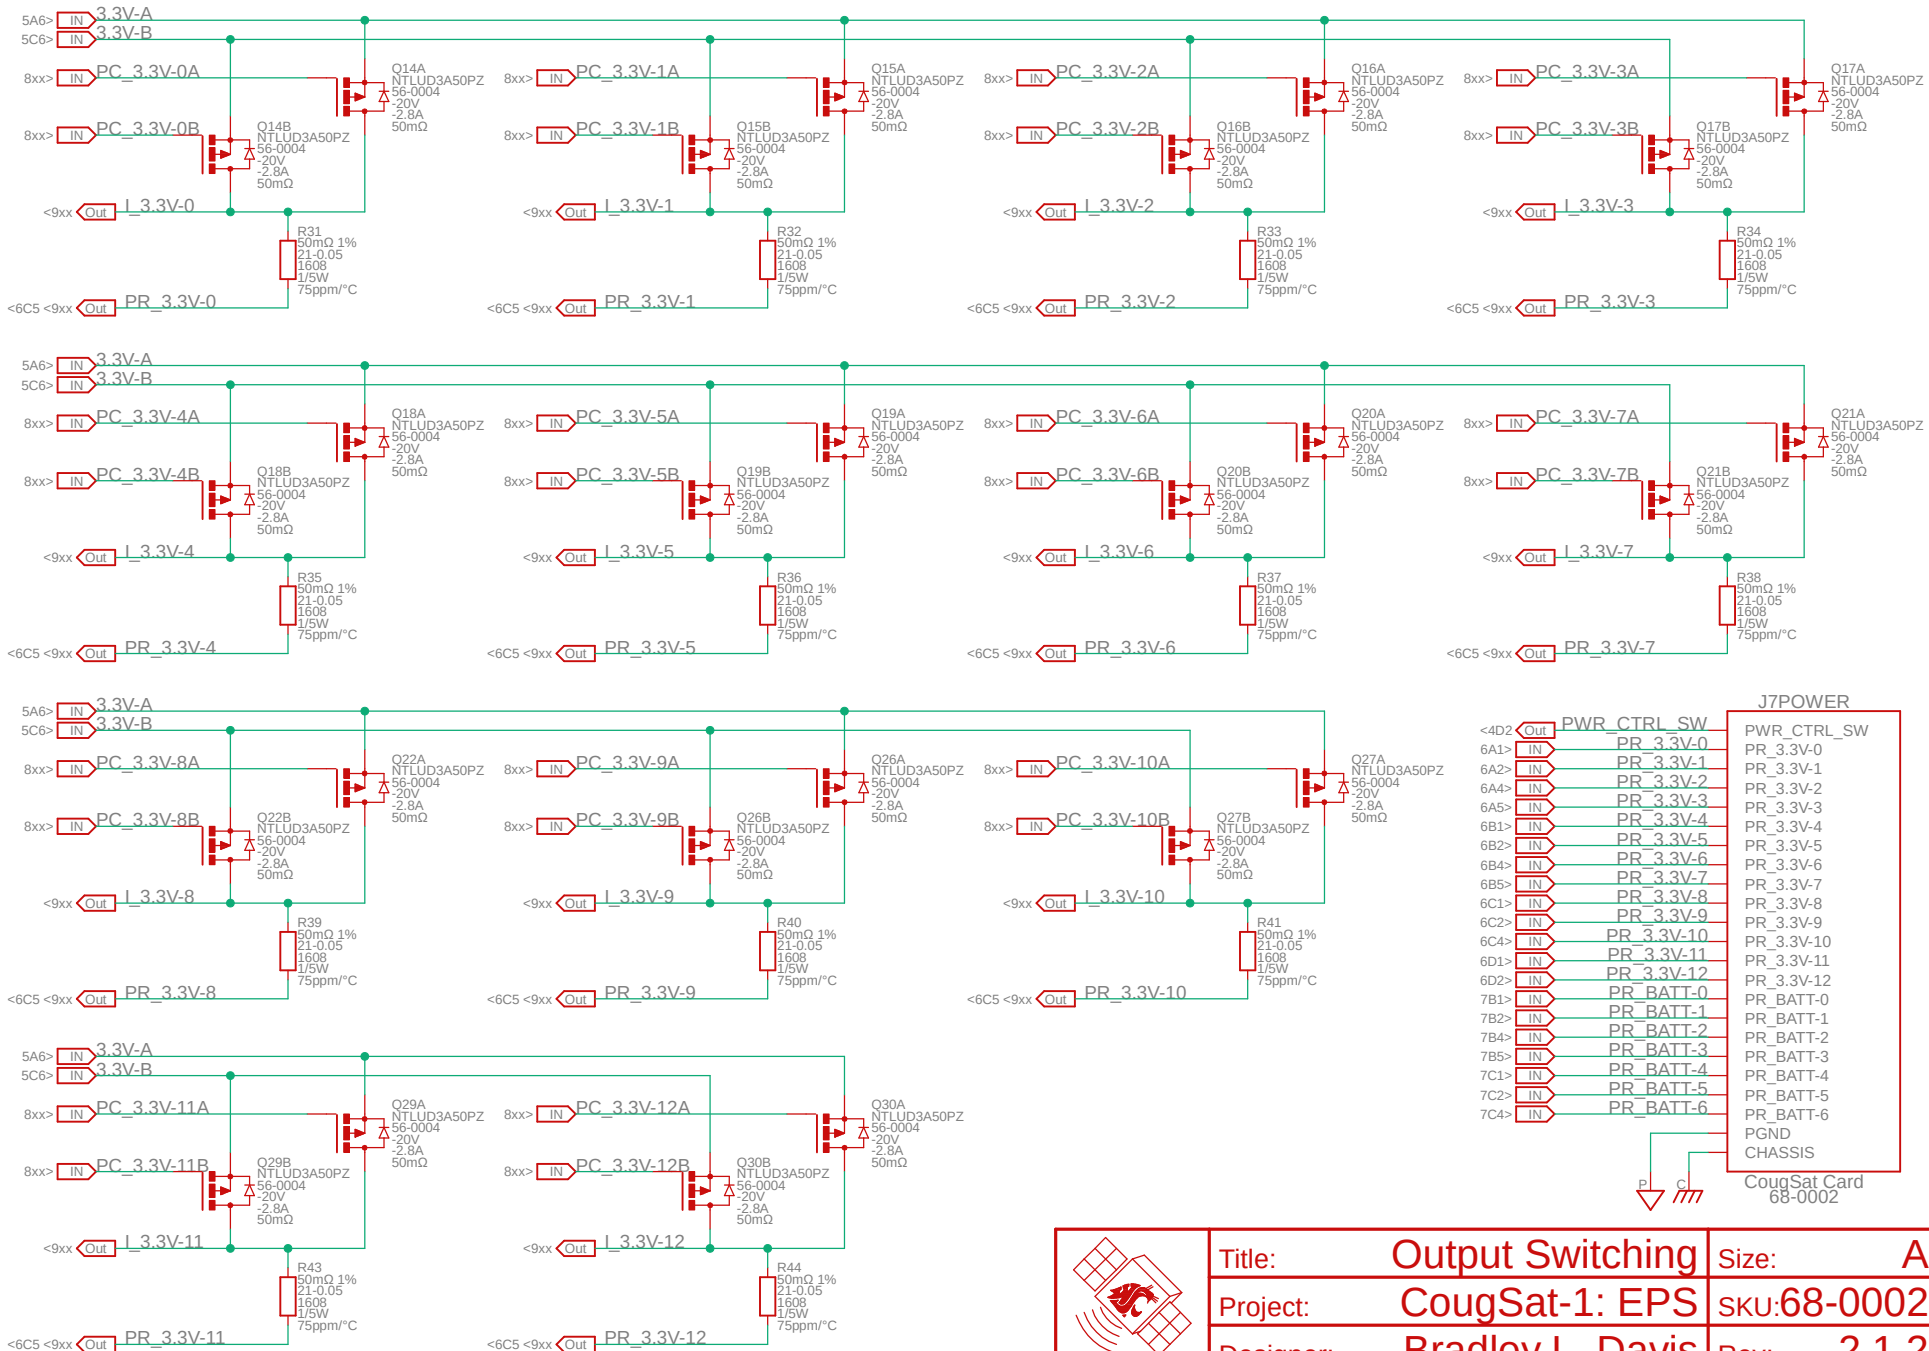 5A6> IN 3.3V-A
5C6> IN 3.3V-B
8xx> IN PC_3.3V-0A
Q14A
NTLUD3A50PZ
56-0004
-20V
-2.8A
50mΩ
8xx> IN PC_3.3V-0B
Q14B
NTLUD3A50PZ
56-0004
-20V
-2.8A
50mΩ
<9xx Out I_3.3V-0
R31
50mΩ 1%
21-0.05
1608
1/5W
75ppm/°C
<6C5 <9xx Out PR_3.3V-0
8xx> IN PC_3.3V-1A
Q15A
NTLUD3A50PZ
56-0004
-20V
-2.8A
50mΩ
8xx> IN PC_3.3V-1B
Q15B
NTLUD3A50PZ
56-0004
-20V
-2.8A
50mΩ
<9xx Out I_3.3V-1
R32
50mΩ 1%
21-0.05
1608
1/5W
75ppm/°C
<6C5 <9xx Out PR_3.3V-1
8xx> IN PC_3.3V-2A
Q16A
NTLUD3A50PZ
56-0004
-20V
-2.8A
50mΩ
8xx> IN PC_3.3V-2B
Q16B
NTLUD3A50PZ
56-0004
-20V
-2.8A
50mΩ
<9xx Out I_3.3V-2
R33
50mΩ 1%
21-0.05
1608
1/5W
75ppm/°C
<6C5 <9xx Out PR_3.3V-2
8xx> IN PC_3.3V-3A
Q17A
NTLUD3A50PZ
56-0004
-20V
-2.8A
50mΩ
8xx> IN PC_3.3V-3B
Q17B
NTLUD3A50PZ
56-0004
-20V
-2.8A
50mΩ
<9xx Out I_3.3V-3
R34
50mΩ 1%
21-0.05
1608
1/5W
75ppm/°C
<6C5 <9xx Out PR_3.3V-3
5A6> IN 3.3V-A
5C6> IN 3.3V-B
8xx> IN PC_3.3V-4A
Q18A
NTLUD3A50PZ
56-0004
-20V
-2.8A
50mΩ
8xx> IN PC_3.3V-4B
Q18B
NTLUD3A50PZ
56-0004
-20V
-2.8A
50mΩ
<9xx Out I_3.3V-4
R35
50mΩ 1%
21-0.05
1608
1/5W
75ppm/°C
<6C5 <9xx Out PR_3.3V-4
8xx> IN PC_3.3V-5A
Q19A
NTLUD3A50PZ
56-0004
-20V
-2.8A
50mΩ
8xx> IN PC_3.3V-5B
Q19B
NTLUD3A50PZ
56-0004
-20V
-2.8A
50mΩ
<9xx Out I_3.3V-5
R36
50mΩ 1%
21-0.05
1608
1/5W
75ppm/°C
<6C5 <9xx Out PR_3.3V-5
8xx> IN PC_3.3V-6A
Q20A
NTLUD3A50PZ
56-0004
-20V
-2.8A
50mΩ
8xx> IN PC_3.3V-6B
Q20B
NTLUD3A50PZ
56-0004
-20V
-2.8A
50mΩ
<9xx Out I_3.3V-6
R37
50mΩ 1%
21-0.05
1608
1/5W
75ppm/°C
<6C5 <9xx Out PR_3.3V-6
8xx> IN PC_3.3V-7A
Q21A
NTLUD3A50PZ
56-0004
-20V
-2.8A
50mΩ
8xx> IN PC_3.3V-7B
Q21B
NTLUD3A50PZ
56-0004
-20V
-2.8A
50mΩ
<9xx Out I_3.3V-7
R38
50mΩ 1%
21-0.05
1608
1/5W
75ppm/°C
<6C5 <9xx Out PR_3.3V-7
5A6> IN 3.3V-A
5C6> IN 3.3V-B
8xx> IN PC_3.3V-8A
Q22A
NTLUD3A50PZ
56-0004
-20V
-2.8A
50mΩ
8xx> IN PC_3.3V-8B
Q22B
NTLUD3A50PZ
56-0004
-20V
-2.8A
50mΩ
<9xx Out I_3.3V-8
R39
50mΩ 1%
21-0.05
1608
1/5W
75ppm/°C
<6C5 <9xx Out PR_3.3V-8
8xx> IN PC_3.3V-9A
Q26A
NTLUD3A50PZ
56-0004
-20V
-2.8A
50mΩ
8xx> IN PC_3.3V-9B
Q26B
NTLUD3A50PZ
56-0004
-20V
-2.8A
50mΩ
<9xx Out I_3.3V-9
R40
50mΩ 1%
21-0.05
1608
1/5W
75ppm/°C
<6C5 <9xx Out PR_3.3V-9
8xx> IN PC_3.3V-10A
Q27A
NTLUD3A50PZ
56-0004
-20V
-2.8A
50mΩ
8xx> IN PC_3.3V-10B
Q27B
NTLUD3A50PZ
56-0004
-20V
-2.8A
50mΩ
<9xx Out I_3.3V-10
R41
50mΩ 1%
21-0.05
1608
1/5W
75ppm/°C
<6C5 <9xx Out PR_3.3V-10
J7POWER
<4D2 Out PWR_CTRL_SW PWR_CTRL_SW
6A1> IN PR_3.3V-0 PR_3.3V-0
6A2> IN PR_3.3V-1 PR_3.3V-1
6A4> IN PR_3.3V-2 PR_3.3V-2
6A5> IN PR_3.3V-3 PR_3.3V-3
6B1> IN PR_3.3V-4 PR_3.3V-4
6B2> IN PR_3.3V-5 PR_3.3V-5
6B4> IN PR_3.3V-6 PR_3.3V-6
6B5> IN PR_3.3V-7 PR_3.3V-7
6C1> IN PR_3.3V-8 PR_3.3V-8
6C2> IN PR_3.3V-9 PR_3.3V-9
6C4> IN PR_3.3V-10 PR_3.3V-10
6D1> IN PR_3.3V-11 PR_3.3V-11
6D2> IN PR_3.3V-12 PR_3.3V-12
7B1> IN PR_BATT-0 PR_BATT-0
7B2> IN PR_BATT-1 PR_BATT-1
7B4> IN PR_BATT-2 PR_BATT-2
7B5> IN PR_BATT-3 PR_BATT-3
7C1> IN PR_BATT-4 PR_BATT-4
7C2> IN PR_BATT-5 PR_BATT-5
7C4> IN PR_BATT-6 PR_BATT-6
PGND
CHASSIS
P C
CougSat Card
68-0002
5A6> IN 3.3V-A
5C6> IN 3.3V-B
8xx> IN PC_3.3V-11A
Q29A
NTLUD3A50PZ
56-0004
-20V
-2.8A
50mΩ
8xx> IN PC_3.3V-11B
Q29B
NTLUD3A50PZ
56-0004
-20V
-2.8A
50mΩ
<9xx Out I_3.3V-11
R43
50mΩ 1%
21-0.05
1608
1/5W
75ppm/°C
<6C5 <9xx Out PR_3.3V-11
8xx> IN PC_3.3V-12A
Q30A
NTLUD3A50PZ
56-0004
-20V
-2.8A
50mΩ
8xx> IN PC_3.3V-12B
Q30B
NTLUD3A50PZ
56-0004
-20V
-2.8A
50mΩ
<9xx Out I_3.3V-12
R44
50mΩ 1%
21-0.05
1608
1/5W
75ppm/°C
<6C5 <9xx Out PR_3.3V-12
Title: Output Switching Size: A
Project: CougSat-1: EPS SKU: 68-0002
Designer: Bradley L. Davis Rev: 2.1.2